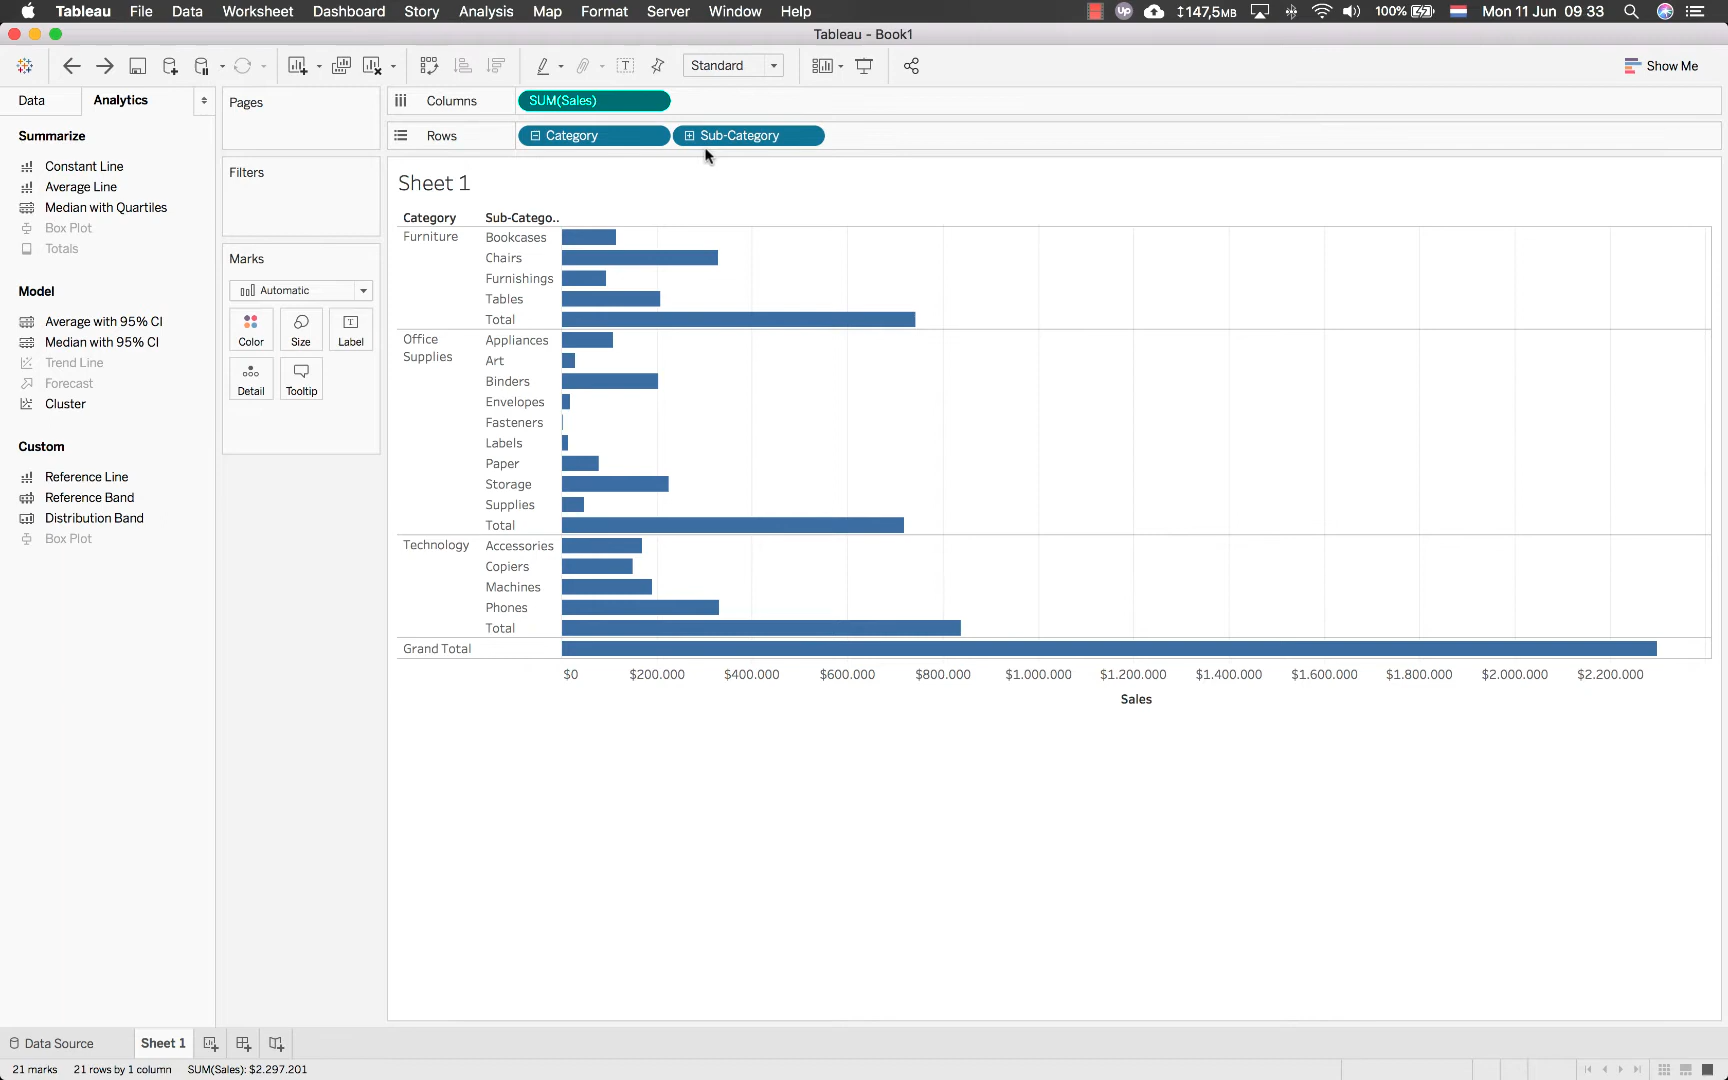 Tableau File Data Worksheet Dashboard Story Analysis Map Format Server Window Help Up 147,5MB 100% Mon 11 Jun 09 33
Tableau - Book1
Standard Show Me
Data Analytics
Pages
Columns SUM(Sales)
Rows Category Sub-Category
Summarize
Constant Line
Average Line
Median with Quartiles
Box Plot
Totals
Model
Average with 95% CI
Median with 95% CI
Trend Line
Forecast
Cluster
Custom
Reference Line
Reference Band
Distribution Band
Box Plot
Filters
Marks
Automatic
Color Size Label
Detail Tooltip
Sheet 1
Category Sub-Catego..
Furniture Bookcases
Chairs
Furnishings
Tables
Total
Office Supplies Appliances
Art
Binders
Envelopes
Fasteners
Labels
Paper
Storage
Supplies
Total
Technology Accessories
Copiers
Machines
Phones
Total
Grand Total
$0 $200.000 $400.000 $600.000 $800.000 $1.000.000 $1.200.000 $1.400.000 $1.600.000 $1.800.000 $2.000.000 $2.200.000
Sales
Data Source Sheet 1
21 marks 21 rows by 1 column SUM(Sales): $2.297.201